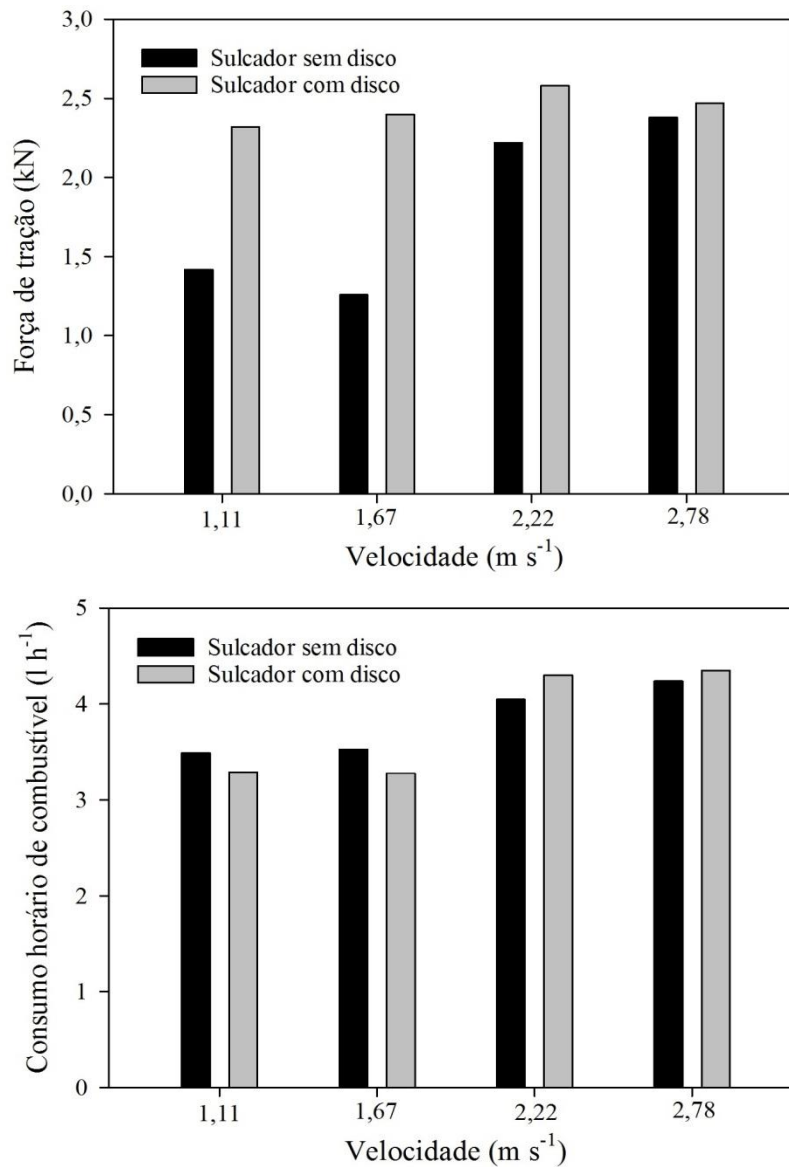 3,0
Sulcador sem disco
Sulcador com disco
2,5
2,0
1,5
1,0
0,5
0,0
Força de tração (kN)
1,11 1,67 2,22 2,78
Velocidade (m s⁻¹)
5
Sulcador sem disco
Sulcador com disco
4
3
2
1
0
Consumo horário de combustível (l h⁻¹)
1,11 1,67 2,22 2,78
Velocidade (m s⁻¹)